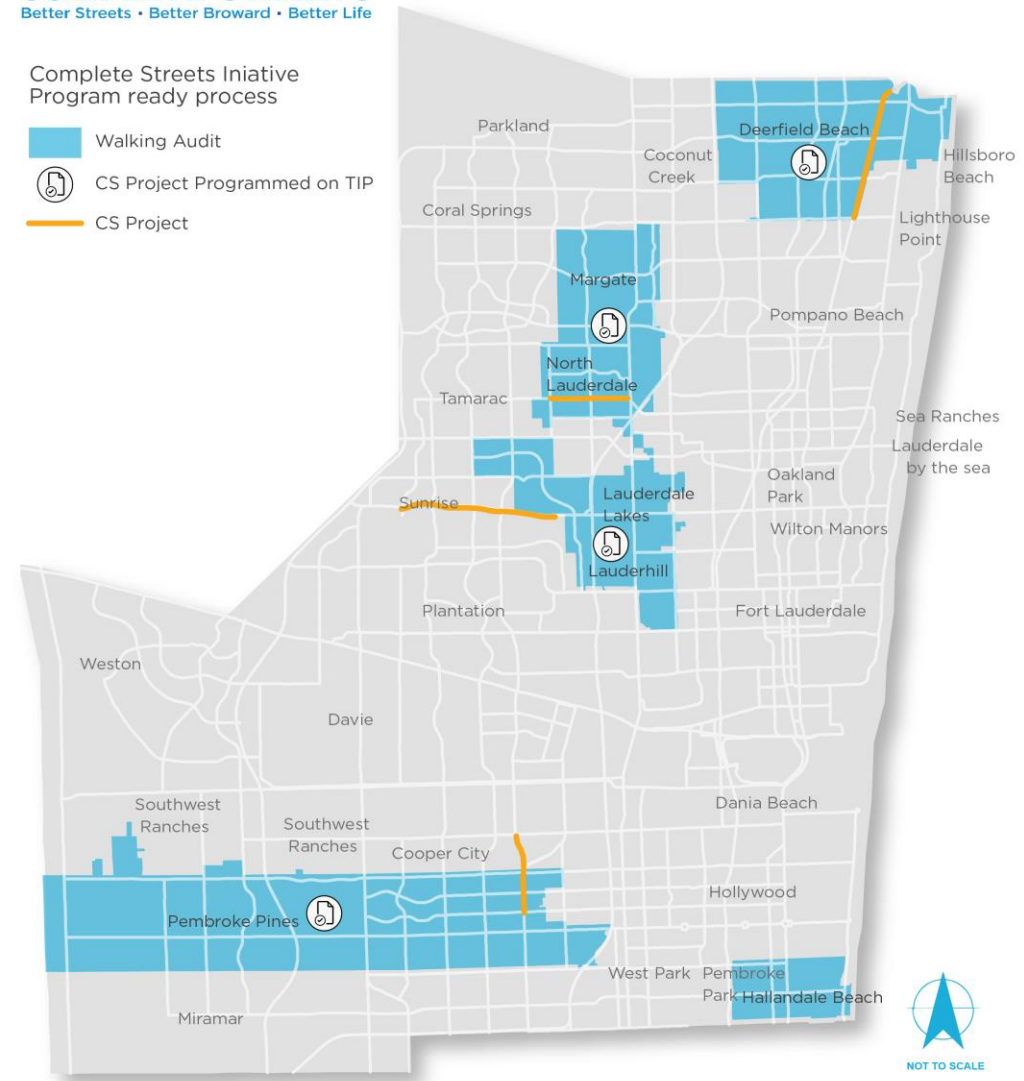 Better Streets • Better Broward • Better Life
Complete Streets Iniative
Program ready process
Walking Audit
CS Project Programmed on TIP
CS Project
Parkland
Deerfield Beach
Coconut
Creek
Hillsboro
Beach
Coral Springs
Lighthouse
Point
Margate
Pompano Beach
North
Lauderdale
Tamarac
Sea Ranches
Lauderdale
by the sea
Oakland
Park
Sunrise
Lauderdale
Lakes
Wilton Manors
Lauderhill
Plantation
Fort Lauderdale
Weston
Davie
Southwest
Ranches
Southwest
Ranches
Dania Beach
Cooper City
Hollywood
Pembroke Pines
West Park
Pembroke
Park
Hallandale Beach
Miramar
NOT TO SCALE